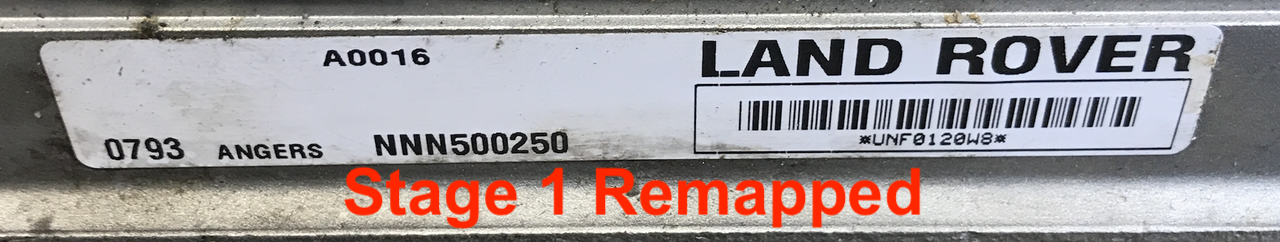 A0016
LAND ROVER
*UNF0120W8*
0793 ANGERS NNN500250
Stage 1 Remapped